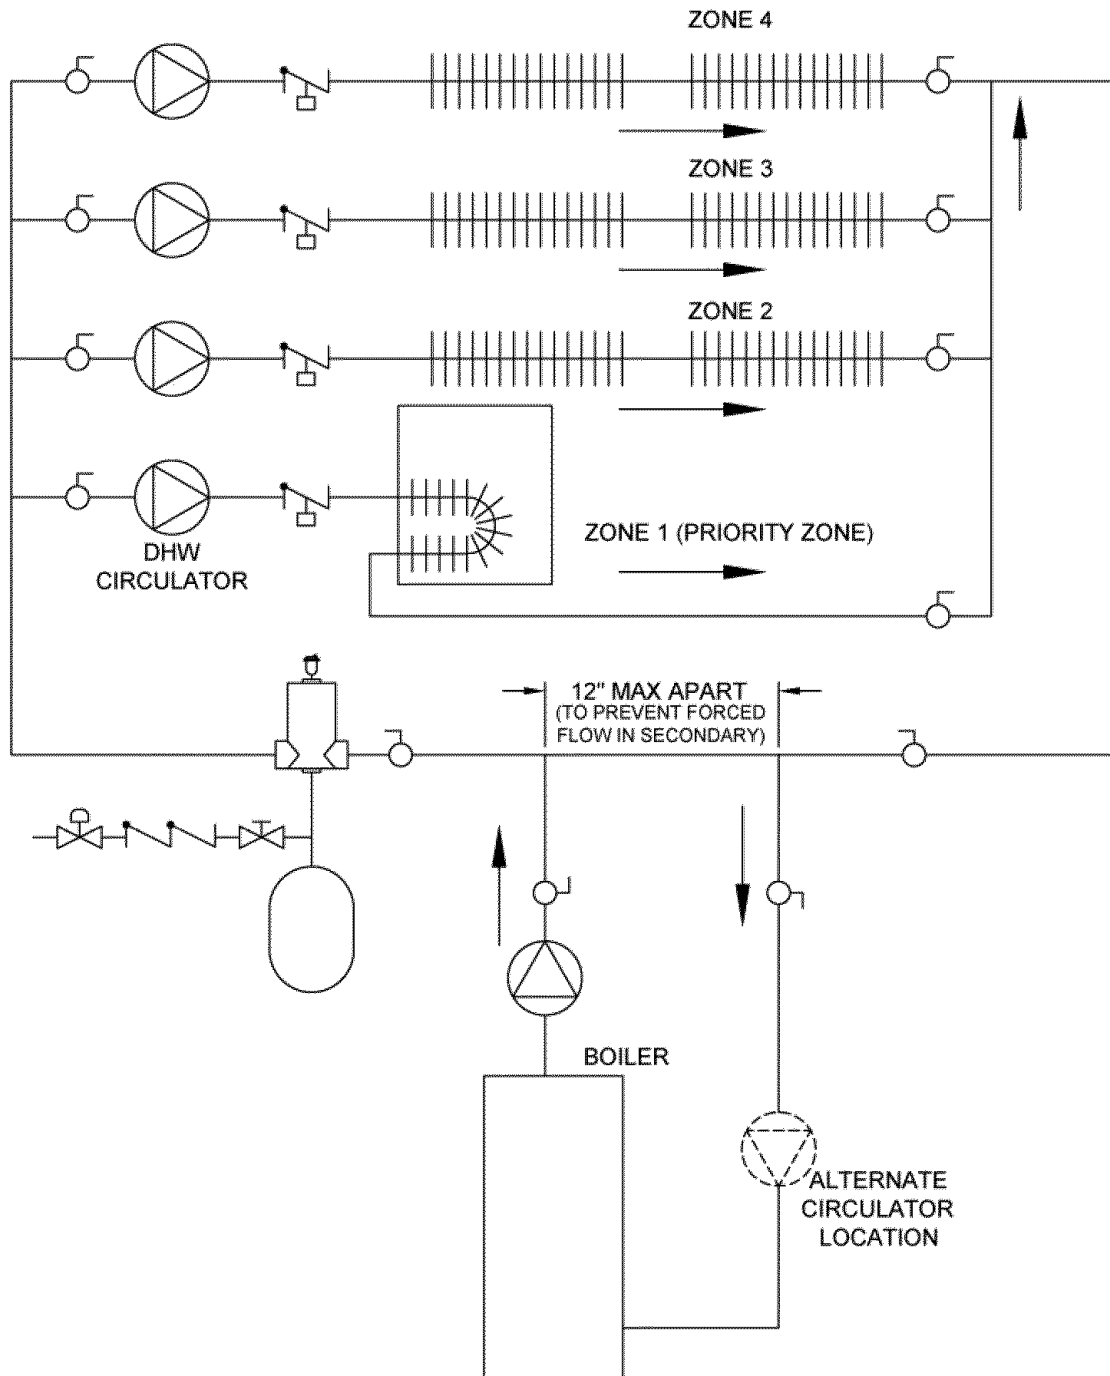 ZONE 4
ZONE 3
ZONE 2
ZONE 1 (PRIORITY ZONE)
DHW
CIRCULATOR
12" MAX APART
(TO PREVENT FORCED
FLOW IN SECONDARY)
BOILER
ALTERNATE
CIRCULATOR
LOCATION